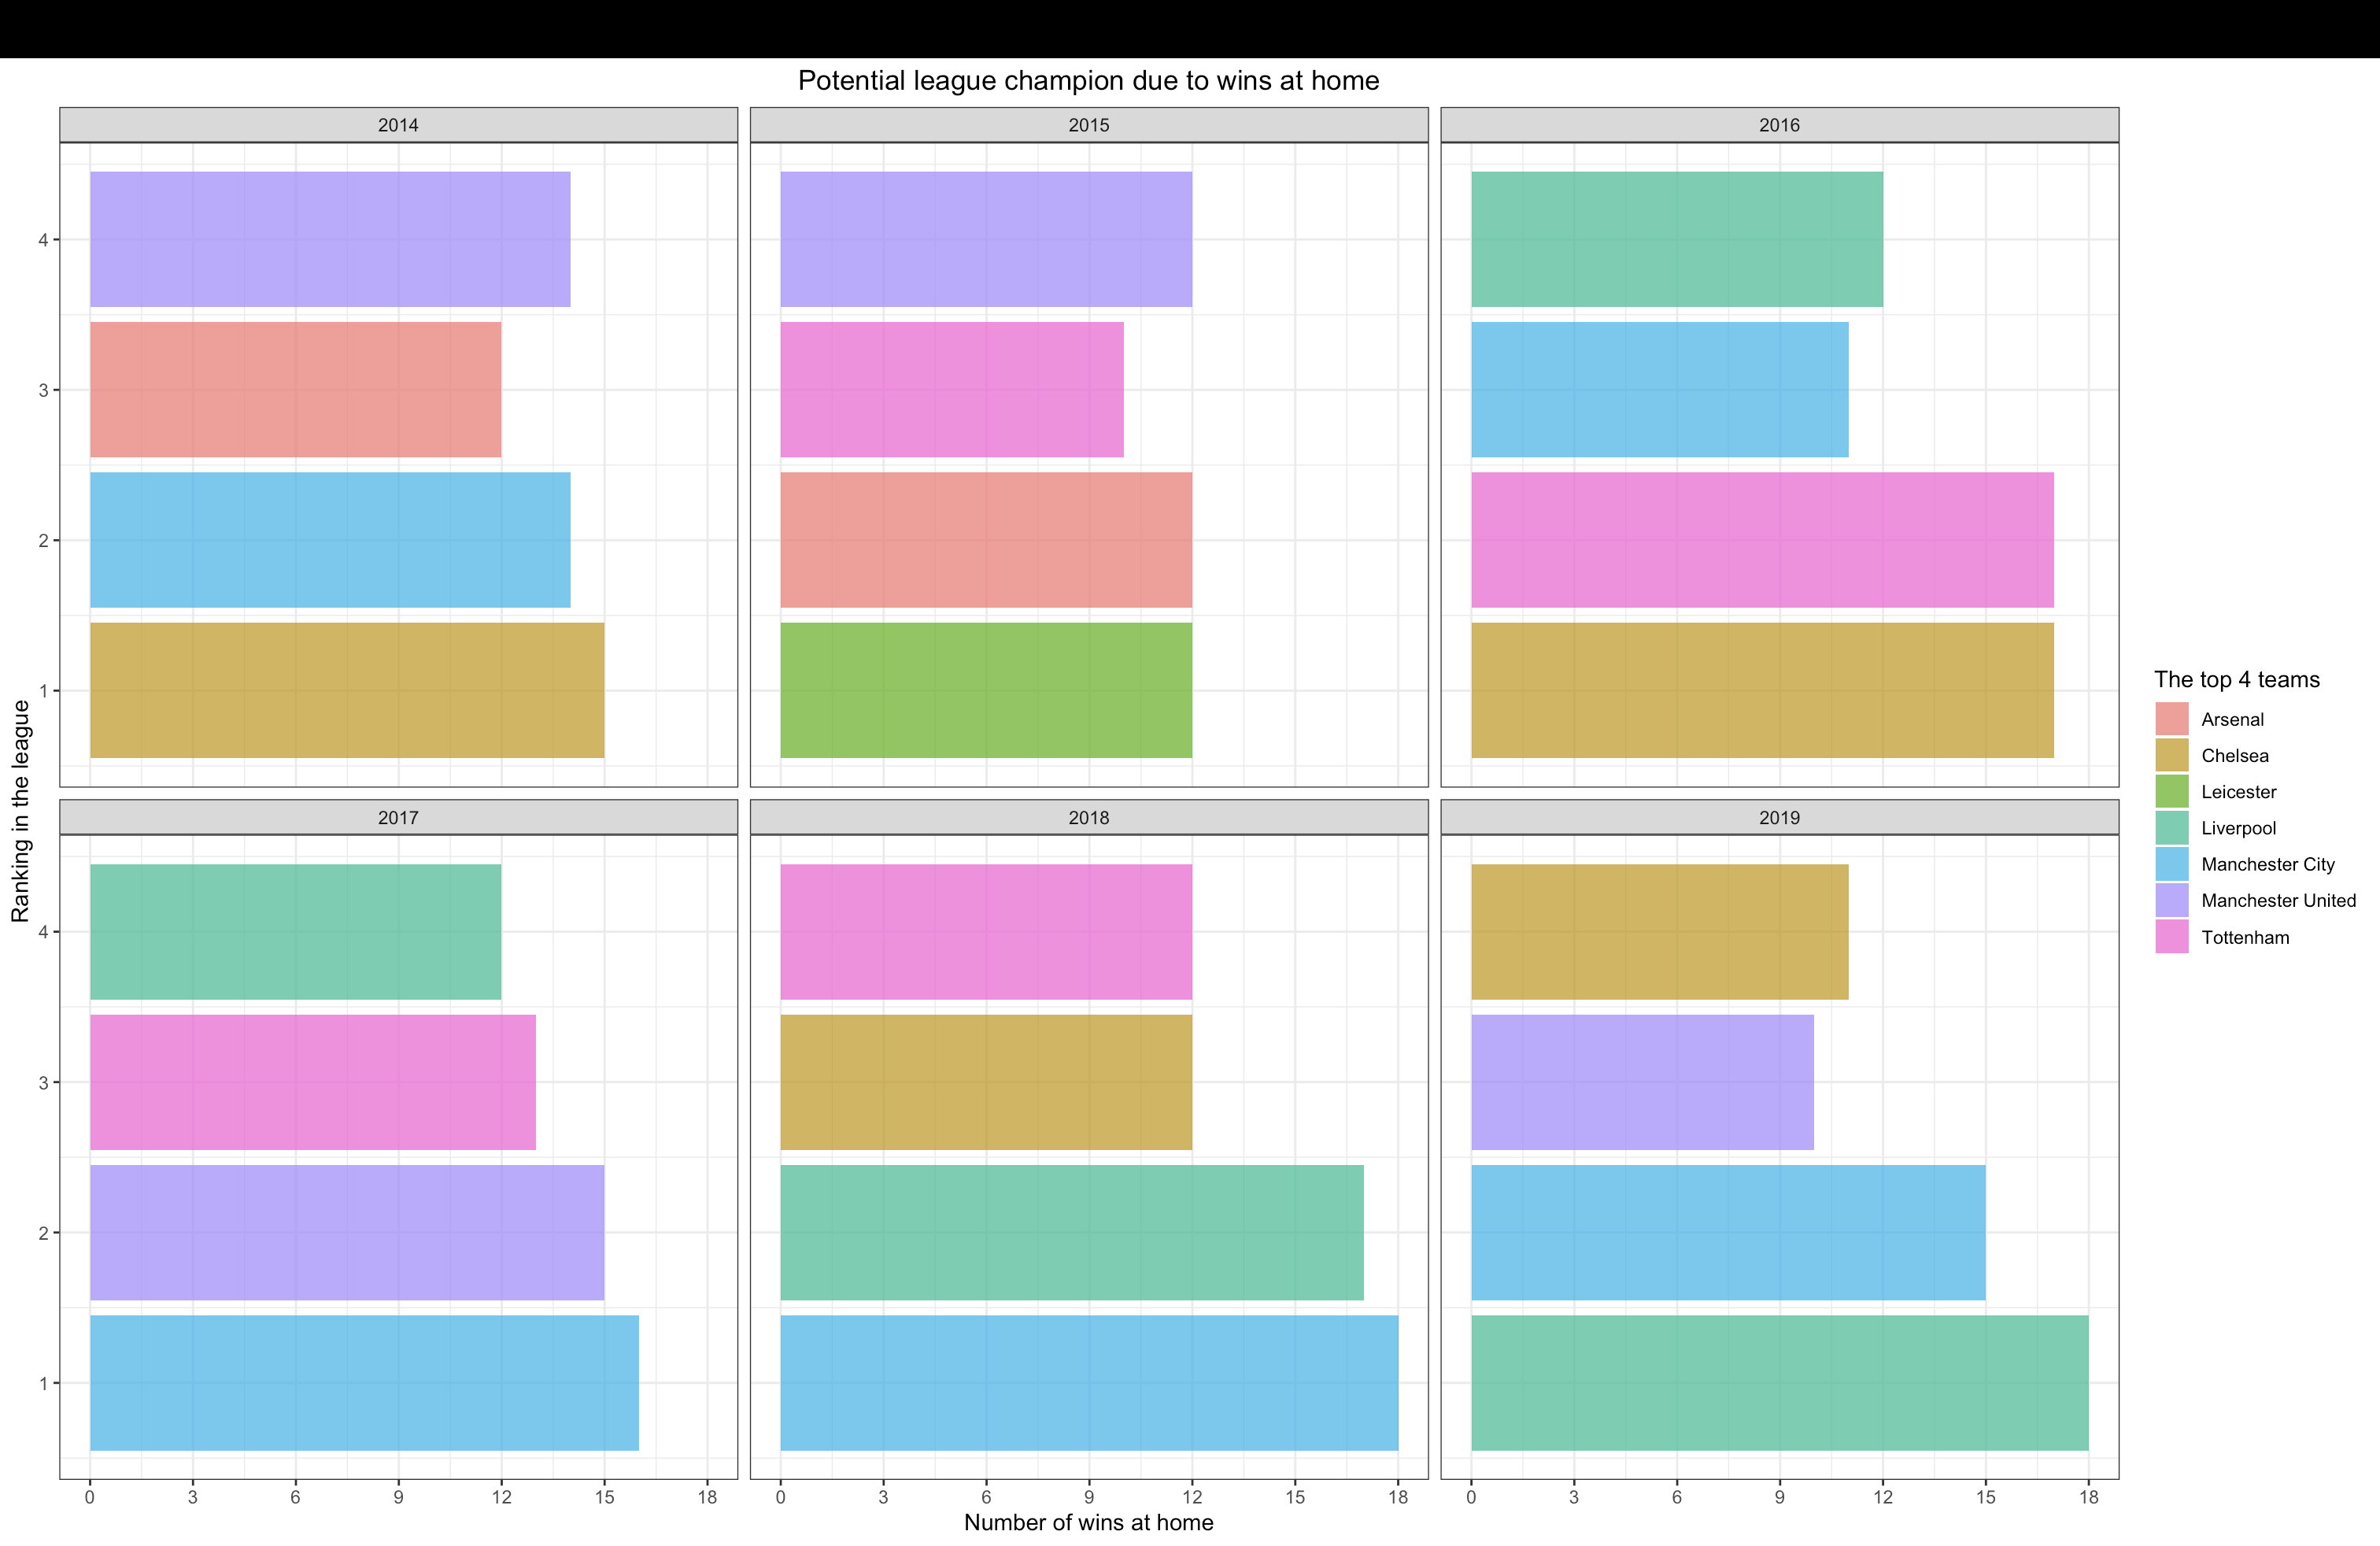 Potential league champion due to wins at home
2014
2015
2016
4
3
2
1
2017
2018
2019
4
3
2
1
0 3 6 9 12 15 18
0 3 6 9 12 15 18
0 3 6 9 12 15 18
Number of wins at home
Ranking in the league
The top 4 teams
Arsenal
Chelsea
Leicester
Liverpool
Manchester City
Manchester United
Tottenham